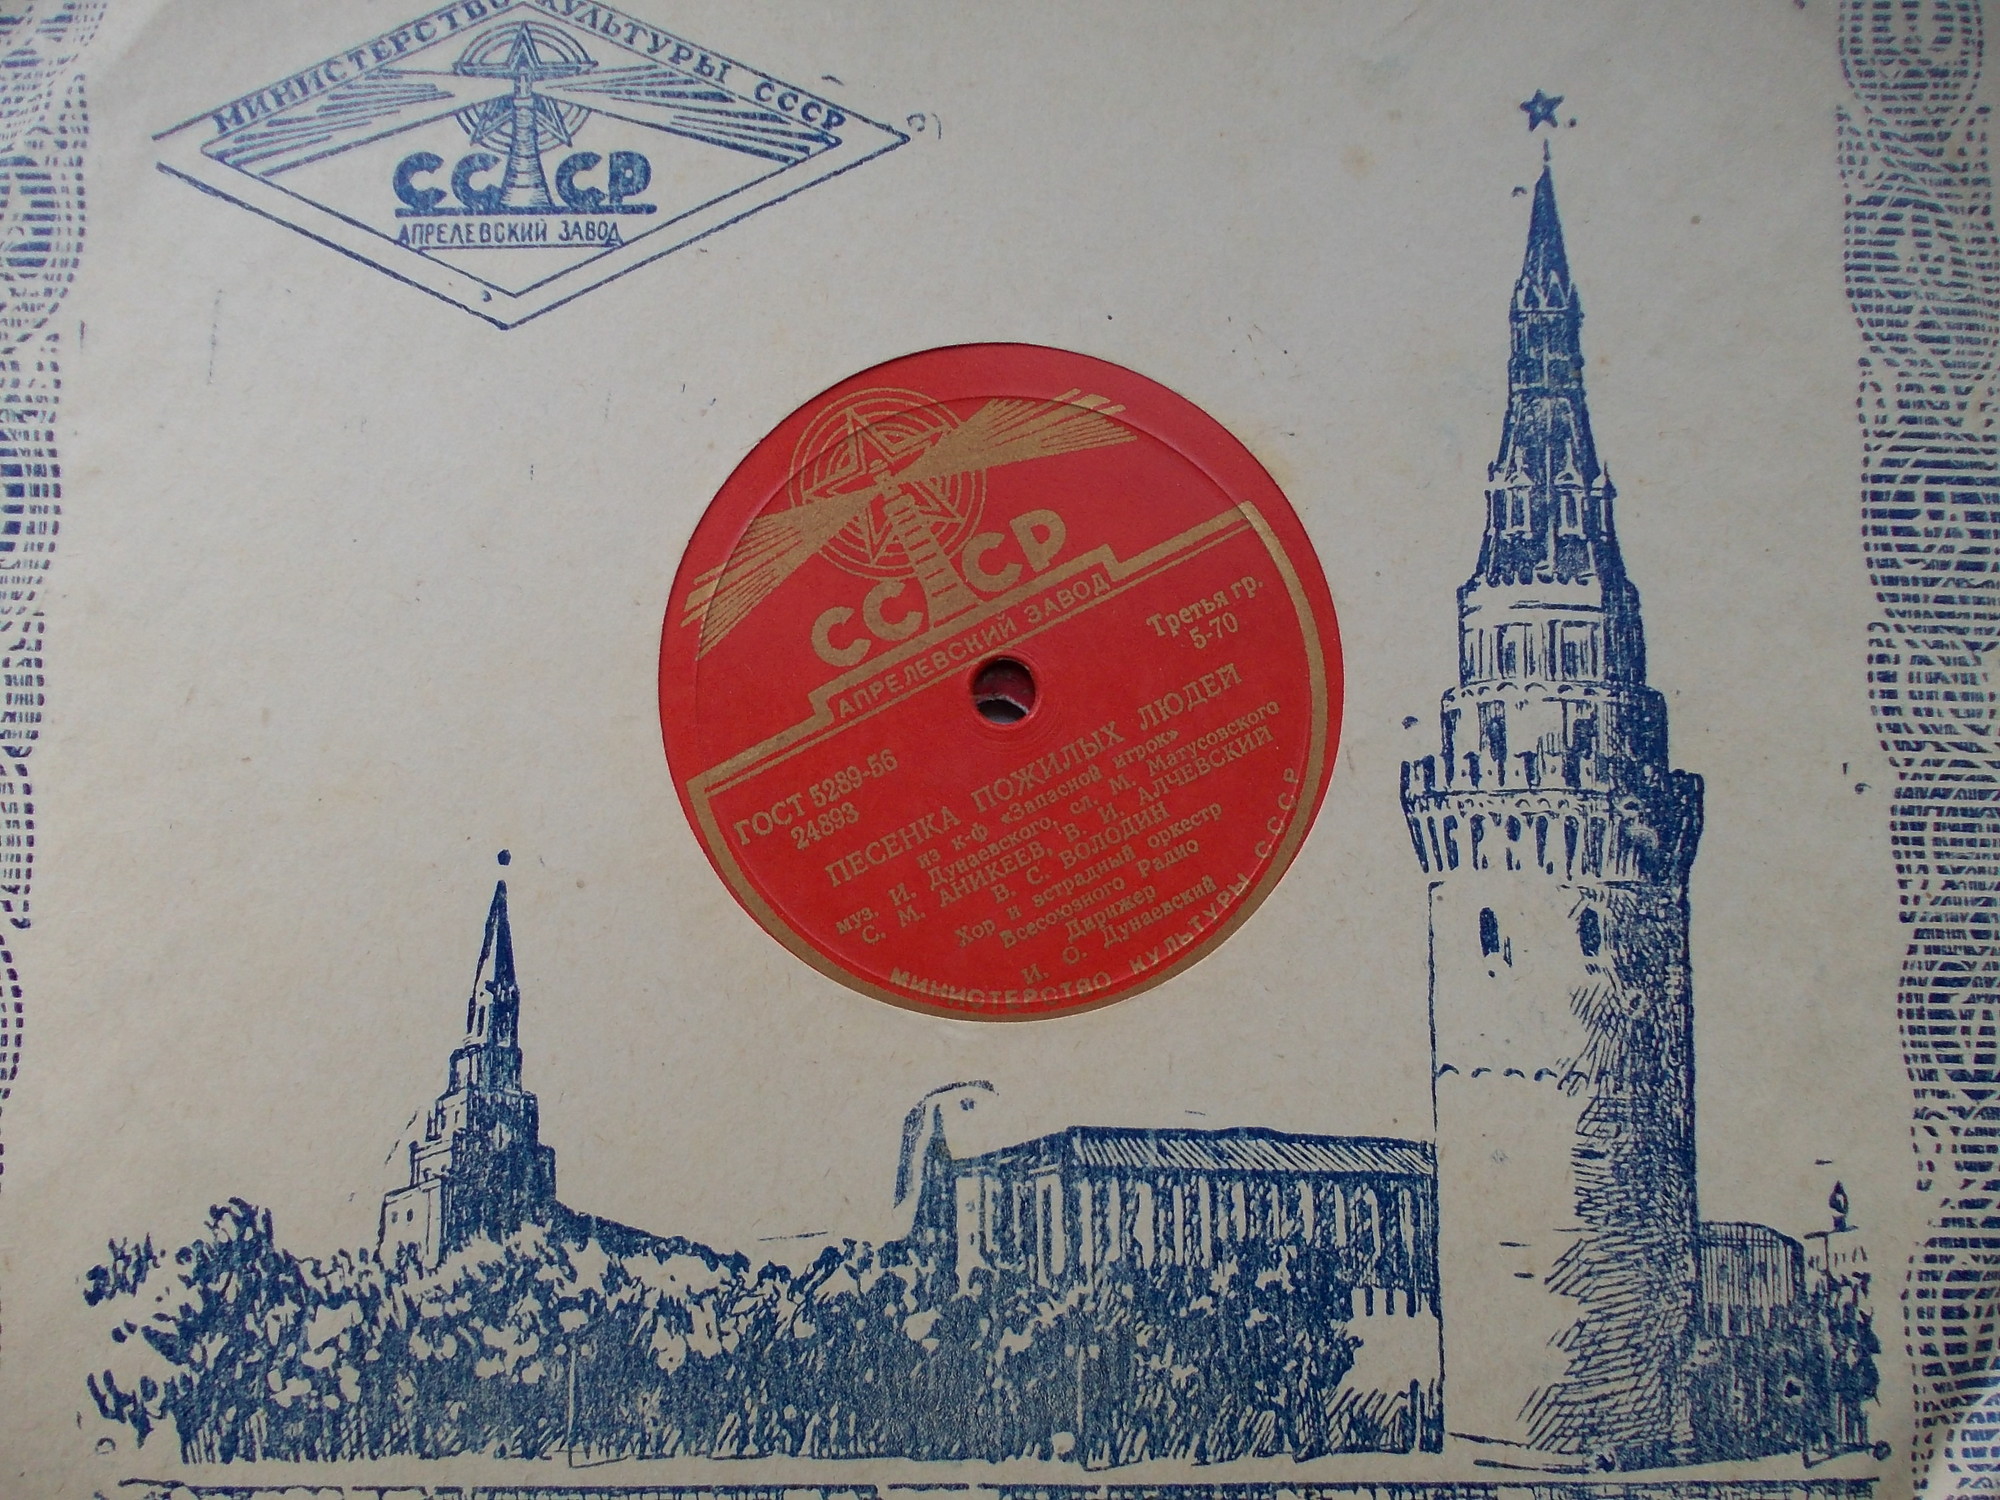 МИНИСТЕРСТВО КУЛЬТУРЫ СССР
СССР
АПРЕЛЕВСКИЙ ЗАВОД
СССР
АПРЕЛЕВСКИЙ ЗАВОД
Третья гр.
5-70
ГОСТ 5289-56
24893
ПЕСЕНКА ПОЖИЛЫХ ЛЮДЕЙ
из к-ф «Запасной игрок»
муз. И. Дунаевского, сл. М. Матусовского
С. М. АНИКЕЕВ, В. И. АЛЧЕВСКИЙ
В. С. ВОЛОДИН
Хор и эстрадный оркестр
Всесоюзного Радио
Дирижер
И. О. Дунаевский
МИНИСТЕРСТВО КУЛЬТУРЫ СССР